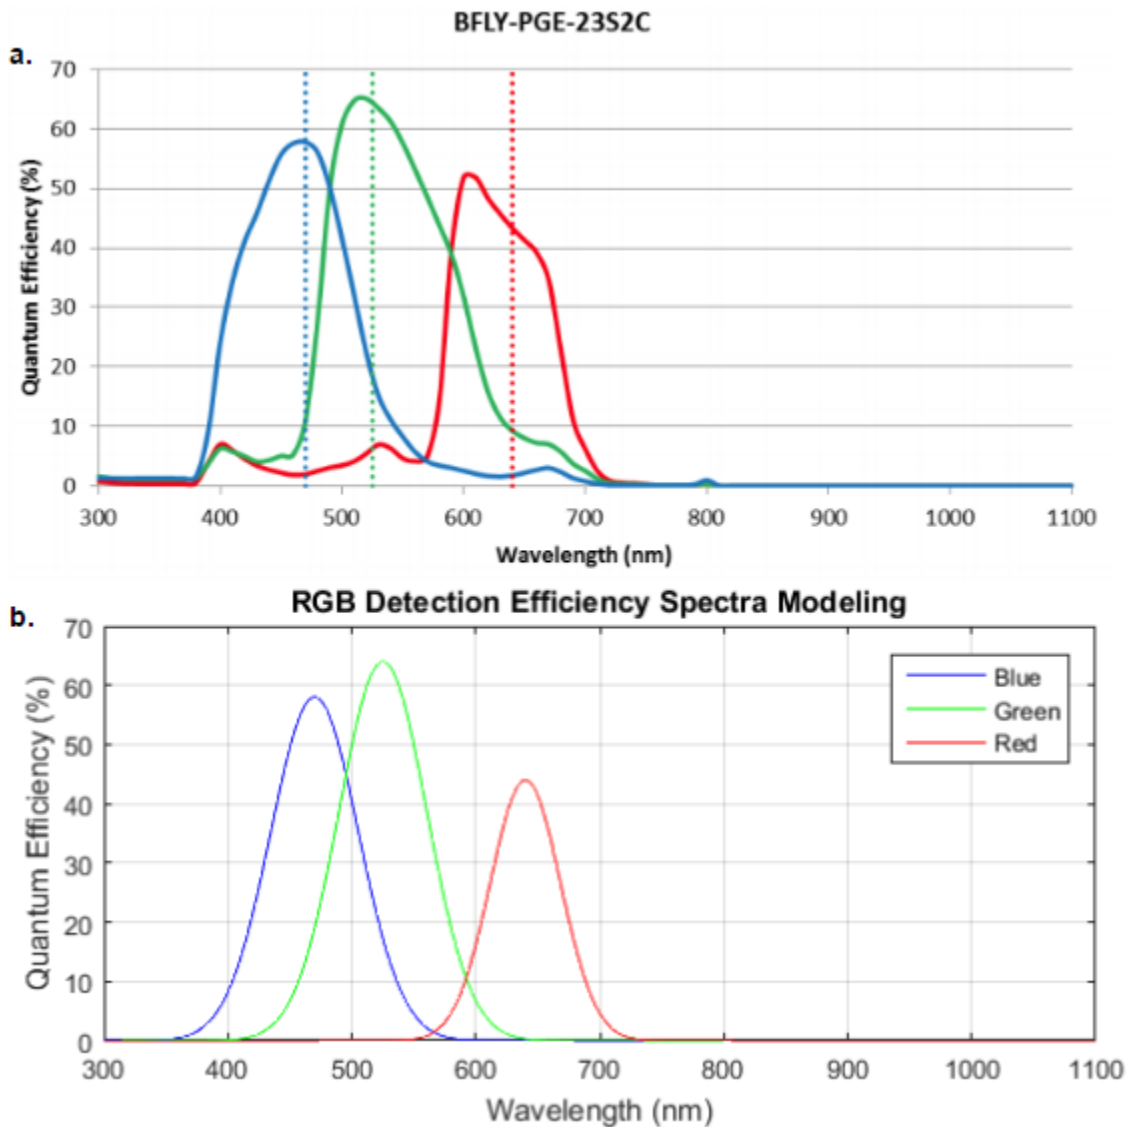 BFLY-PGE-23S2C
a.
70
60
50
40
30
20
10
0
Quantum Efficiency (%)
300 400 500 600 700 800 900 1000 1100
Wavelength (nm)
b.
RGB Detection Efficiency Spectra Modeling
70
60
50
40
30
20
10
0
Quantum Efficiency (%)
Blue
Green
Red
300 400 500 600 700 800 900 1000 1100
Wavelength (nm)